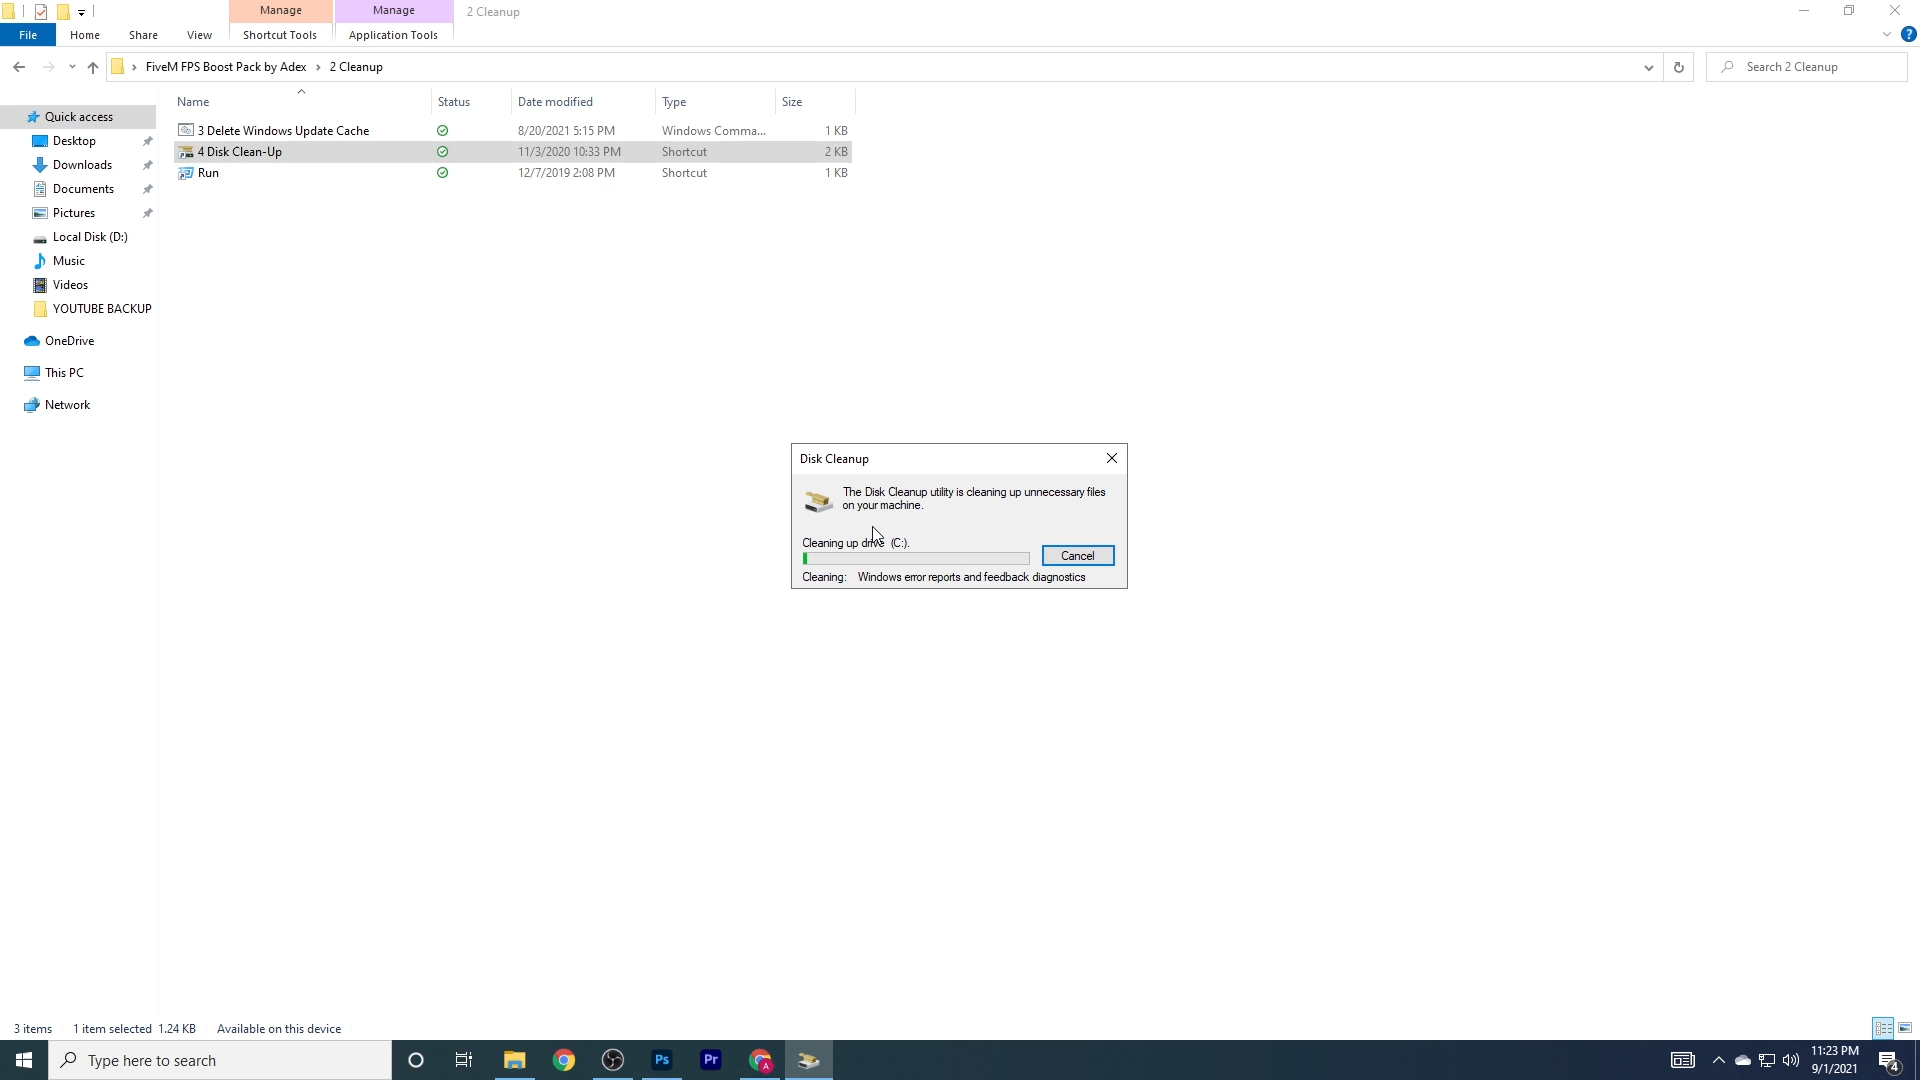 Manage
Manage
2 Cleanup
File
Home
Share
View
Shortcut Tools
Application Tools
?
FiveM FPS Boost Pack by Adex › 2 Cleanup
Search 2 Cleanup
Name
Status
Date modified
Type
Size
3 Delete Windows Update Cache
8/20/2021 5:15 PM
Windows Comma...
1 KB
4 Disk Clean-Up
11/3/2020 10:33 PM
Shortcut
2 KB
Run
12/7/2019 2:08 PM
Shortcut
1 KB
Quick access
Desktop
Downloads
Documents
Pictures
Local Disk (D:)
Music
Videos
YOUTUBE BACKUP
OneDrive
This PC
Network
Disk Cleanup
The Disk Cleanup utility is cleaning up unnecessary files
on your machine.
Cleaning up drive (C:).
Cancel
Cleaning: Windows error reports and feedback diagnostics
3 items
1 item selected 1.24 KB
Available on this device
Type here to search
Ps
Pr
A
11:23 PM
9/1/2021
4